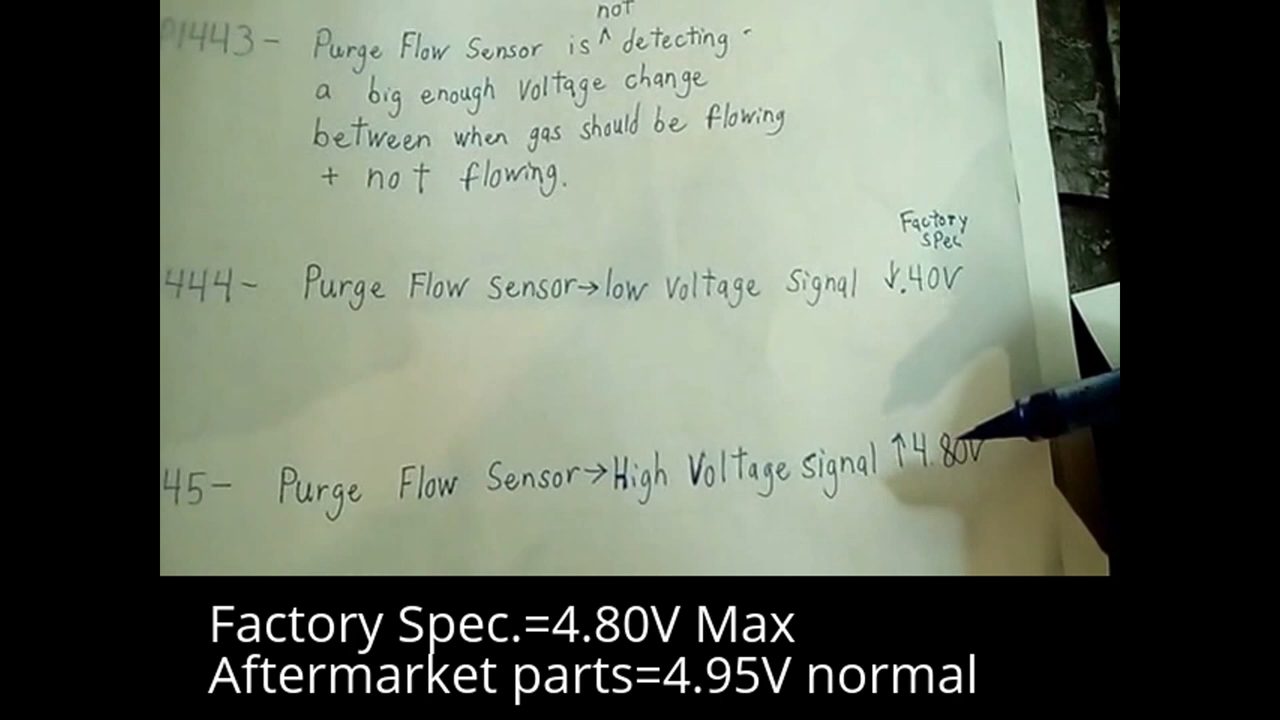 not
P1443- Purge Flow Sensor is ^ detecting
a big enough Voltage change
between when gas should be flowing
+ not flowing.
Factory
Spec
444- Purge Flow Sensor→low Voltage Signal ↓.40V
45- Purge Flow Sensor→High Voltage Signal ↑4.80V
Factory Spec.=4.80V Max
Aftermarket parts=4.95V normal